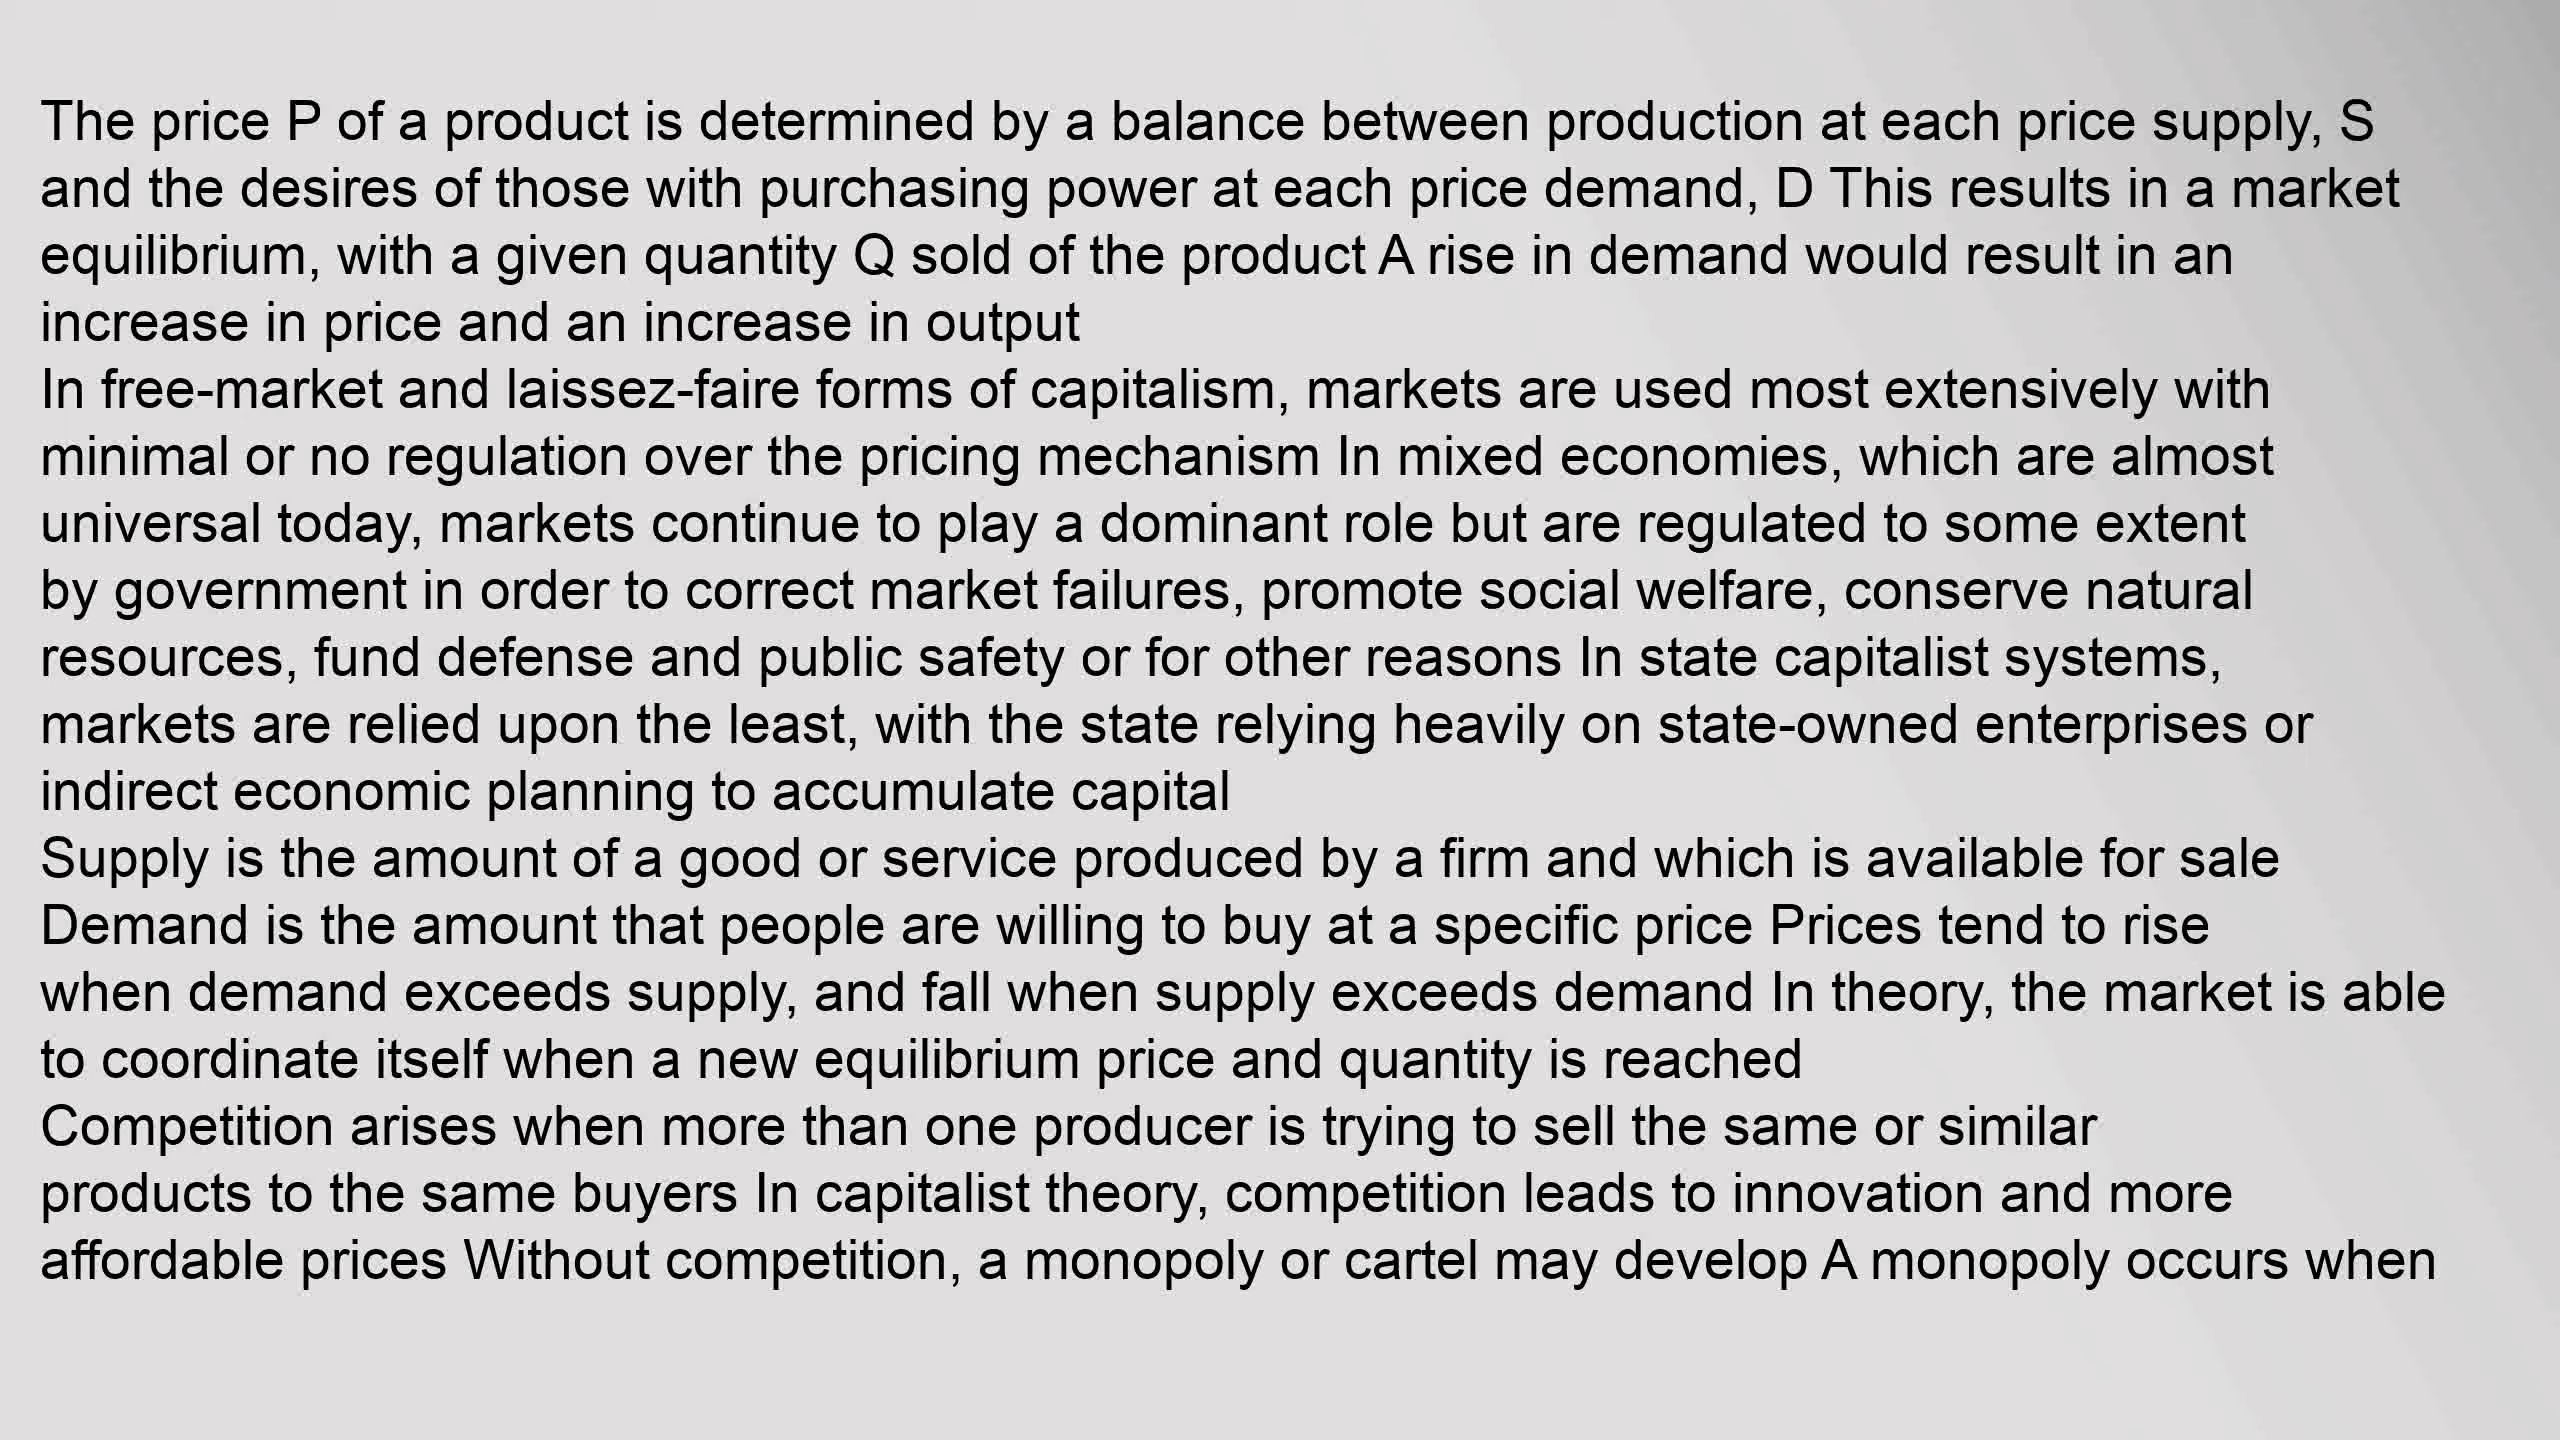 The price P of a product is determined by a balance between production at each price supply, S
and the desires of those with purchasing power at each price demand, D This results in a market
equilibrium, with a given quantity Q sold of the product A rise in demand would result in an
increase in price and an increase in output
In free-market and laissez-faire forms of capitalism, markets are used most extensively with
minimal or no regulation over the pricing mechanism In mixed economies, which are almost
universal today, markets continue to play a dominant role but are regulated to some extent
by government in order to correct market failures, promote social welfare, conserve natural
resources, fund defense and public safety or for other reasons In state capitalist systems,
markets are relied upon the least, with the state relying heavily on state-owned enterprises or
indirect economic planning to accumulate capital
Supply is the amount of a good or service produced by a firm and which is available for sale
Demand is the amount that people are willing to buy at a specific price Prices tend to rise
when demand exceeds supply, and fall when supply exceeds demand In theory, the market is able
to coordinate itself when a new equilibrium price and quantity is reached
Competition arises when more than one producer is trying to sell the same or similar
products to the same buyers In capitalist theory, competition leads to innovation and more
affordable prices Without competition, a monopoly or cartel may develop A monopoly occurs when